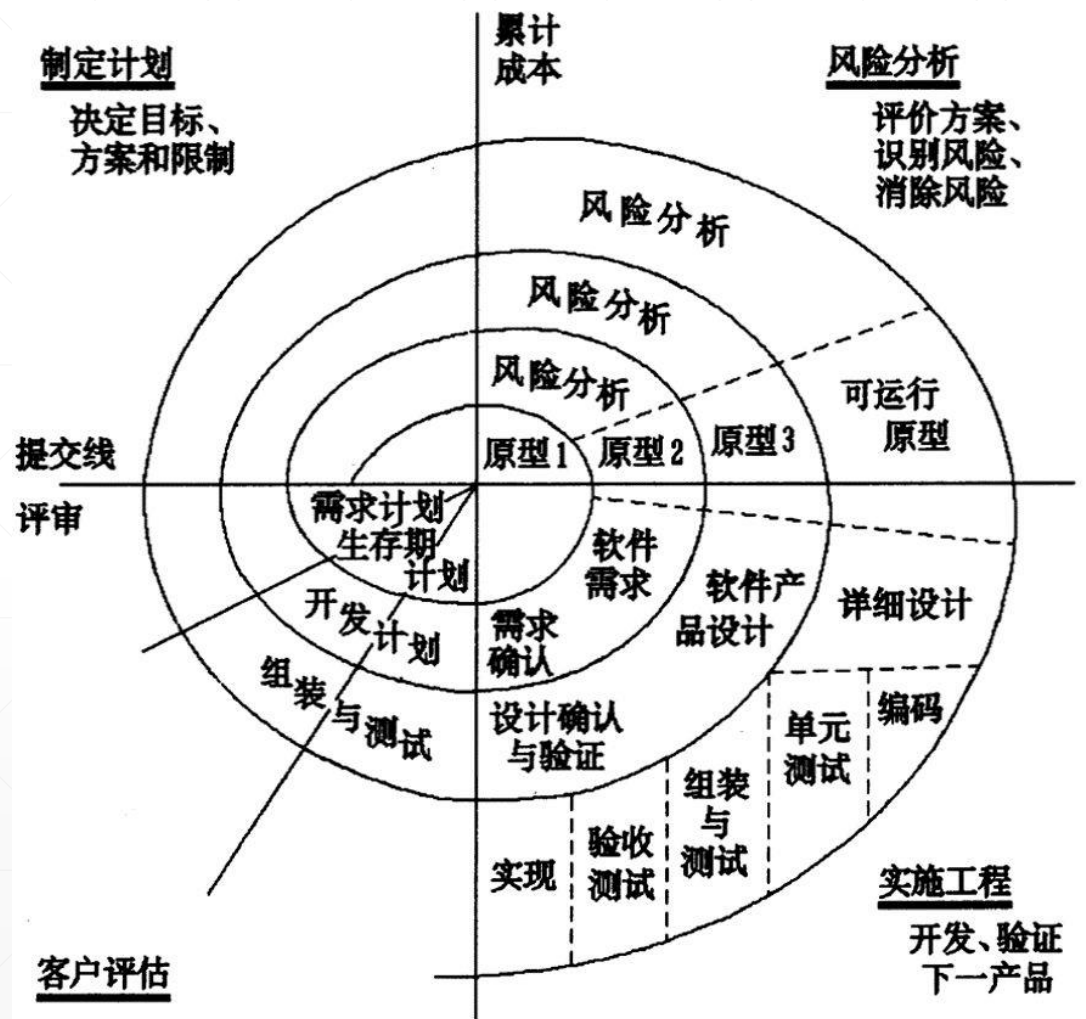 累计
成本
制定计划
决定目标、
方案和限制
风险分析
评价方案、
识别风险、
消除风险
风险分析
风险分析
风险分析
可运行
原型
原型1
原型2
原型3
提交线
评审
需求计划
生存期
计划
开发计划
组装与测试
软件
需求
需求
确认
软件产
品设计
设计确认
与验证
详细设计
编码
单元
测试
组装
与
测试
验收
测试
实现
实施工程
开发、验证
下一产品
客户评估